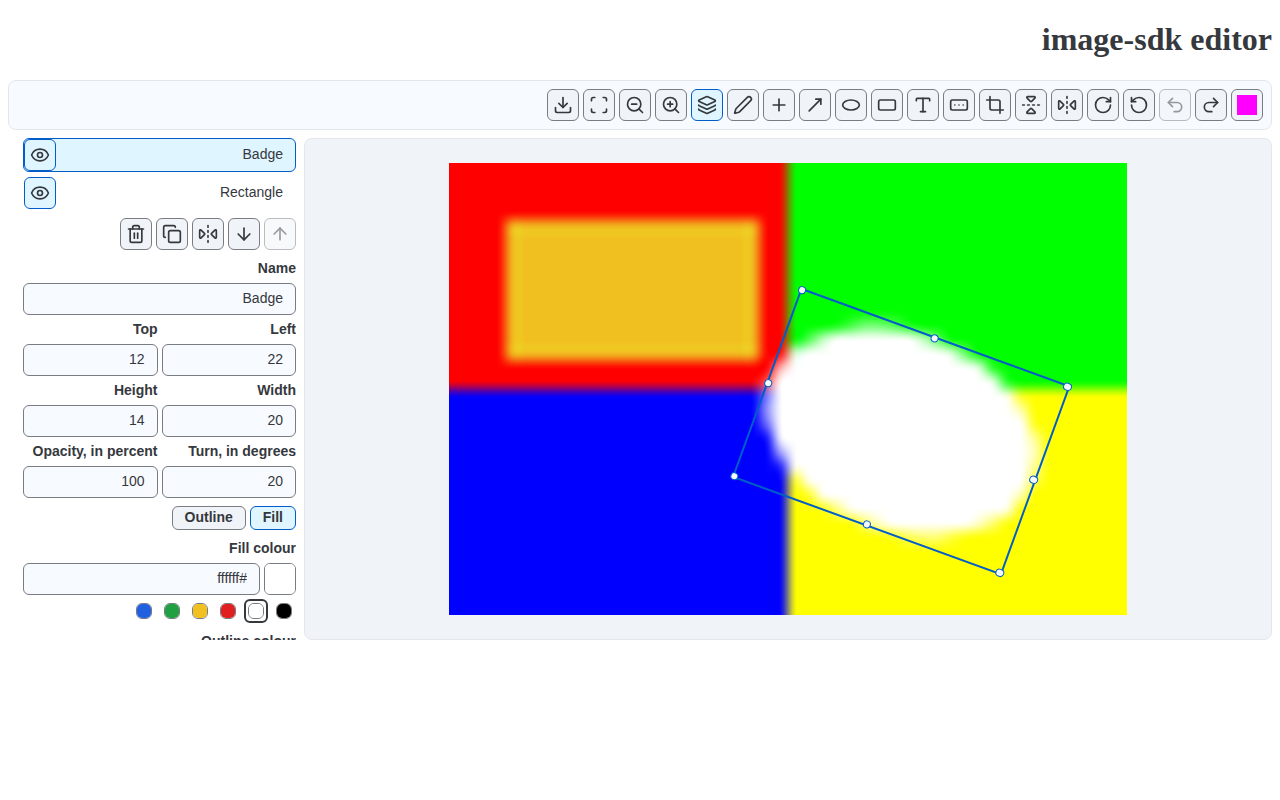 image-sdk editor
Badge
Rectangle
Name
Badge
Left Top
22 12
Width Height
20 14
Turn, in degrees Opacity, in percent
20 100
Fill Outline
Fill colour
ffffff#